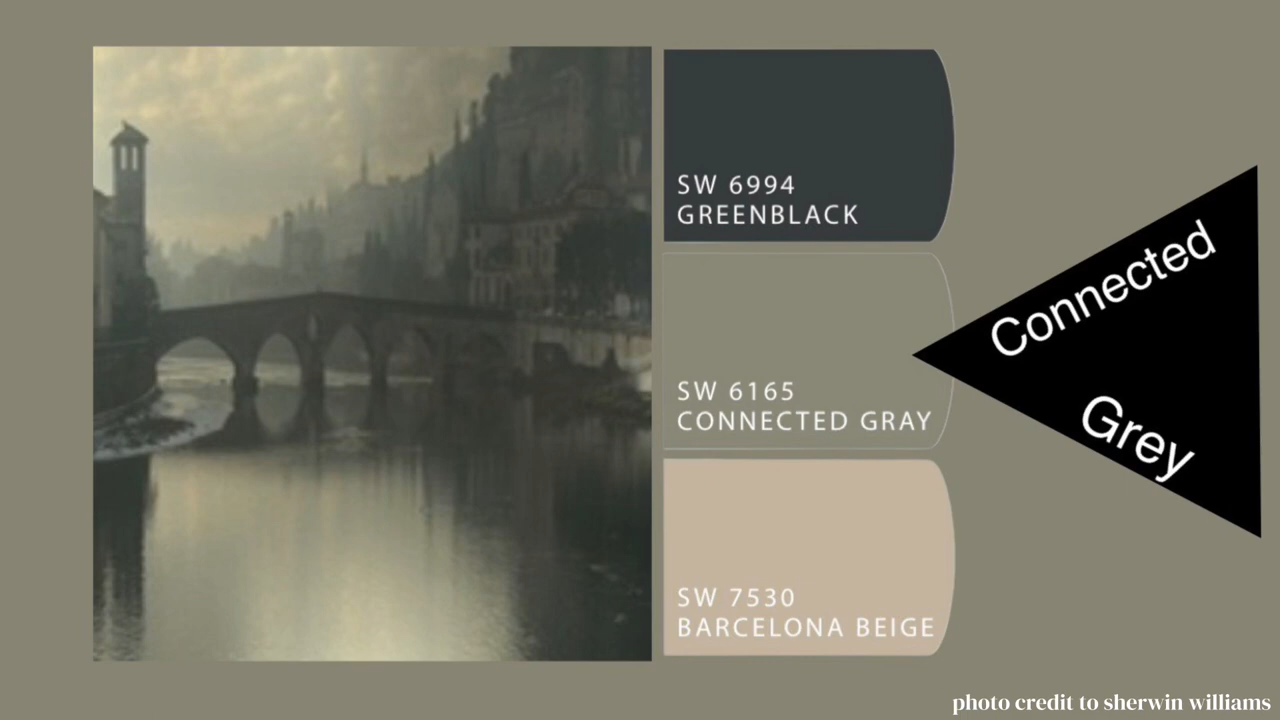 SW 6994
GREENBLACK
SW 6165
CONNECTED GRAY
SW 7530
BARCELONA BEIGE
Connected
Grey
photo credit to sherwin williams